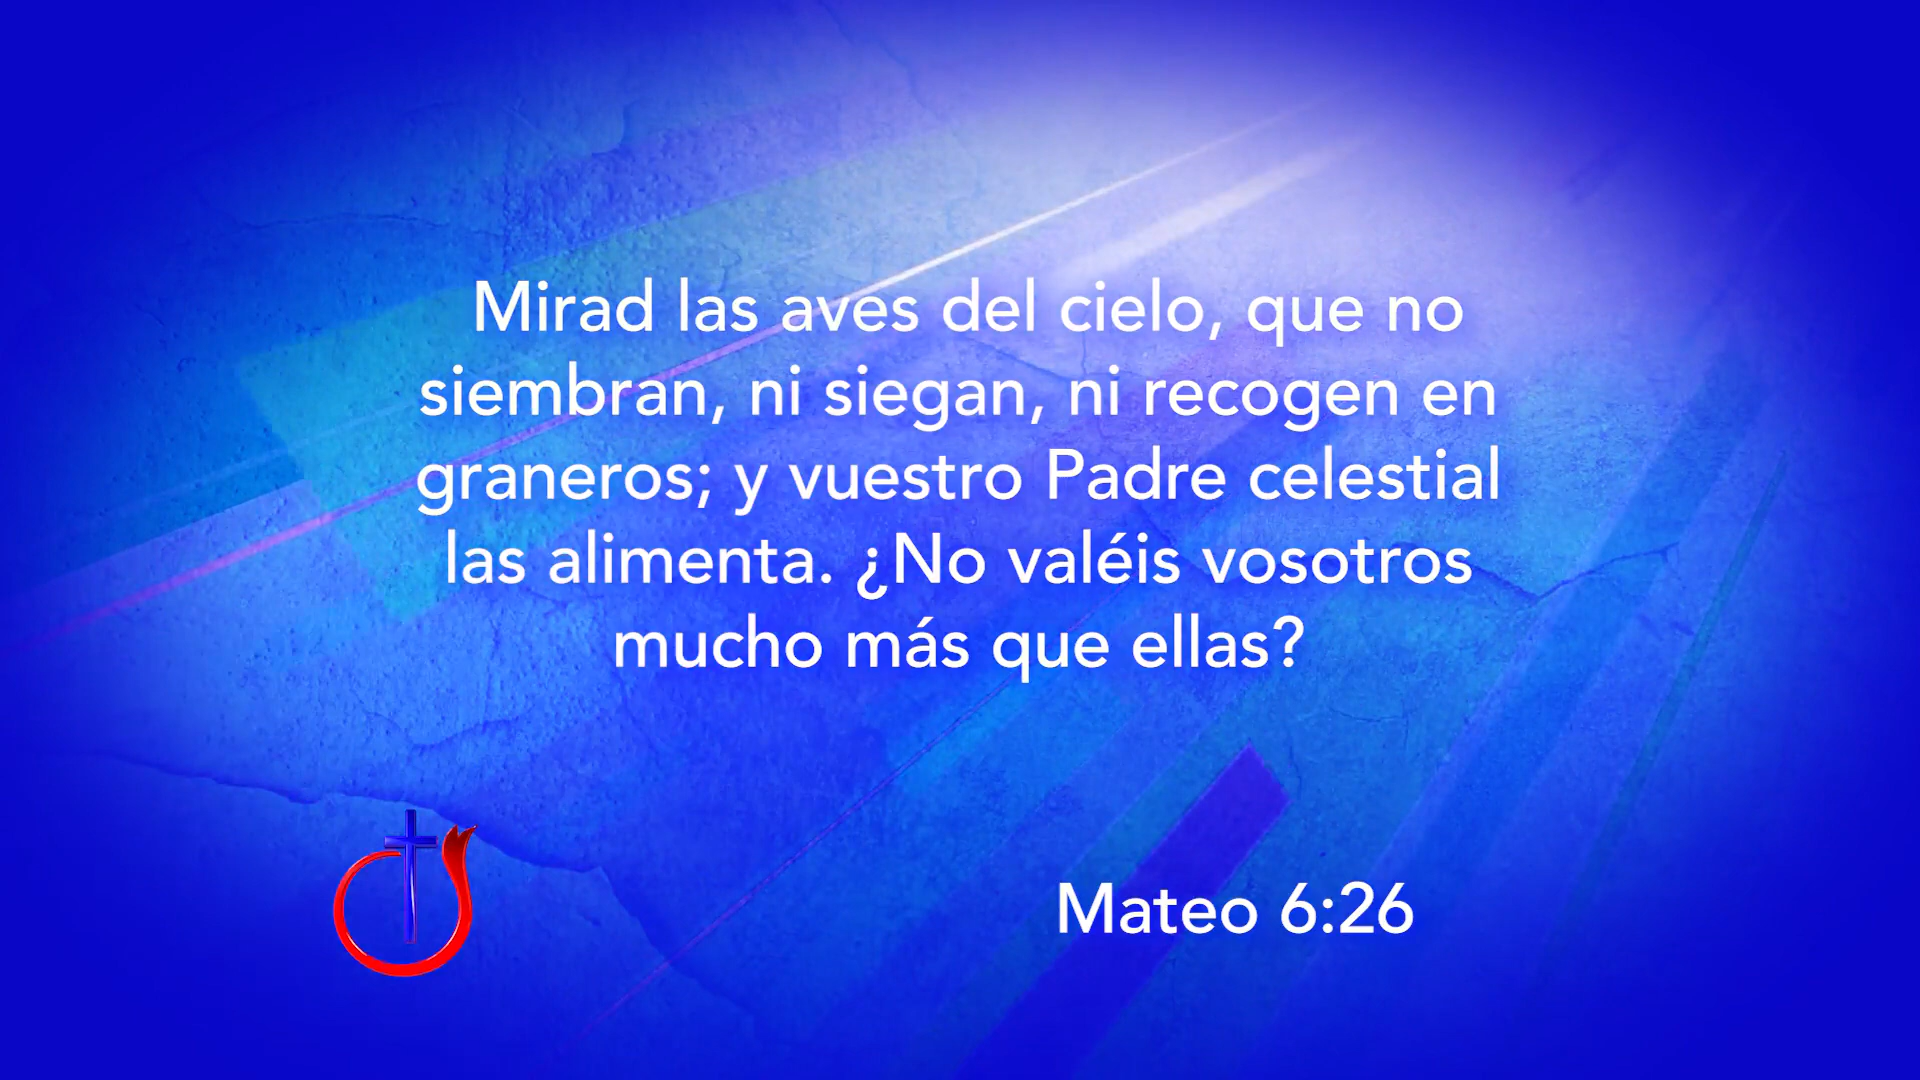 Mirad las aves del cielo, que no
siembran, ni siegan, ni recogen en
graneros; y vuestro Padre celestial
las alimenta. ¿No valéis vosotros
mucho más que ellas?
Mateo 6:26